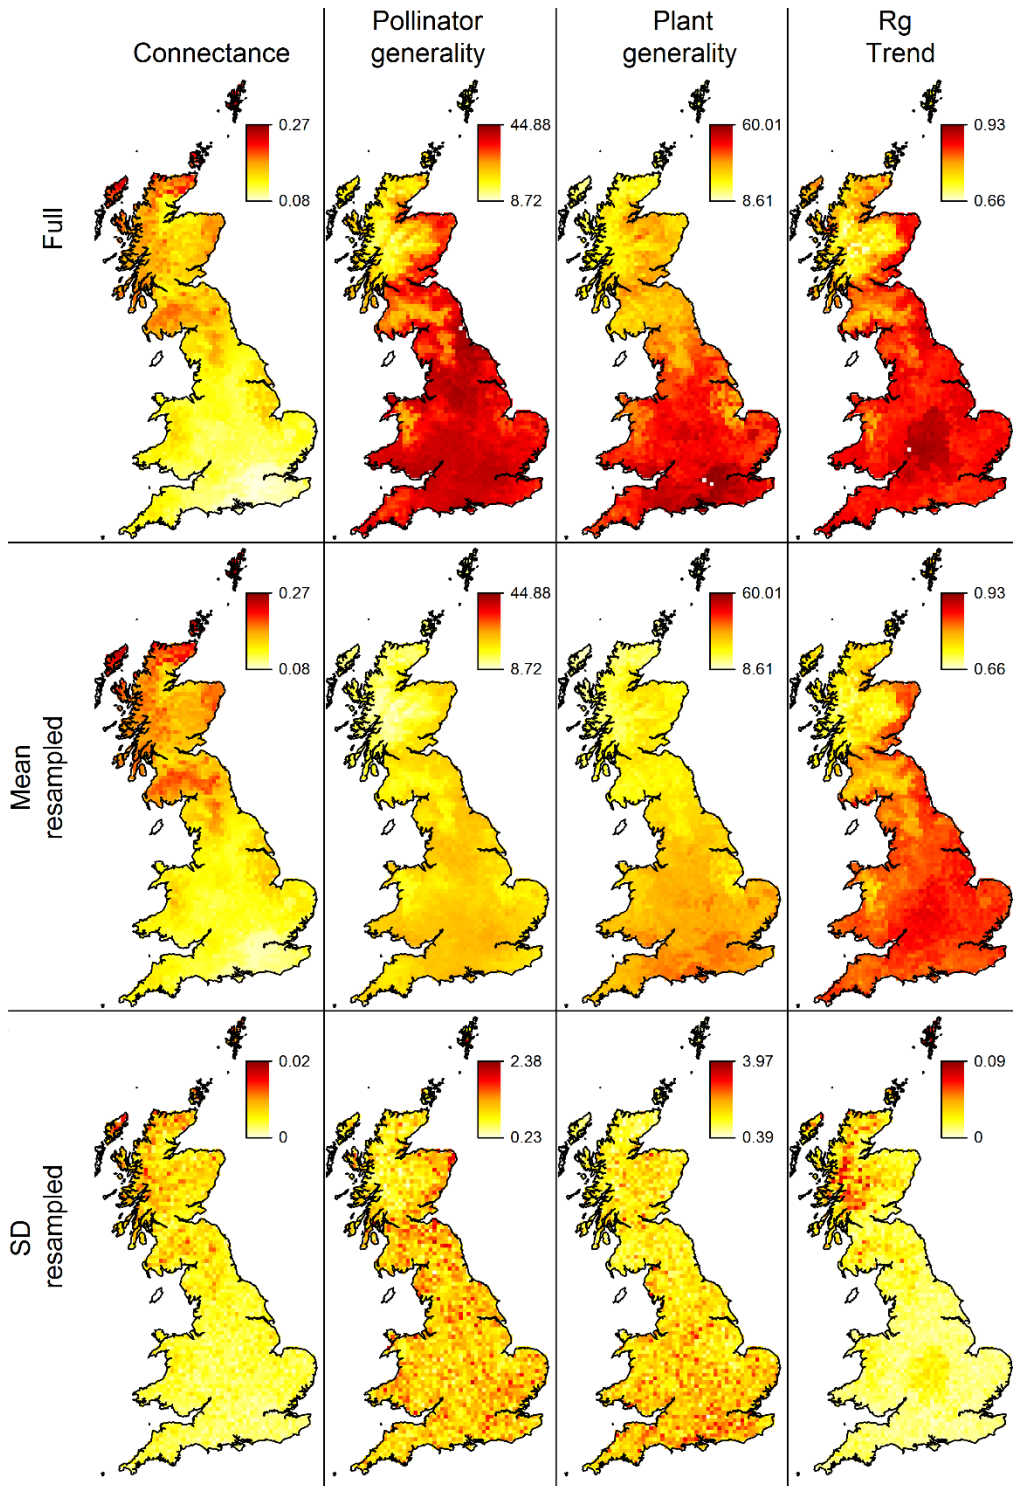 Connectance
Pollinator
generality
Plant
generality
Rg
Trend
Full
0.27
0.08
44.88
8.72
60.01
8.61
0.93
0.66
Mean
resampled
0.27
0.08
44.88
8.72
60.01
8.61
0.93
0.66
SD
resampled
0.02
0
2.38
0.23
3.97
0.39
0.09
0